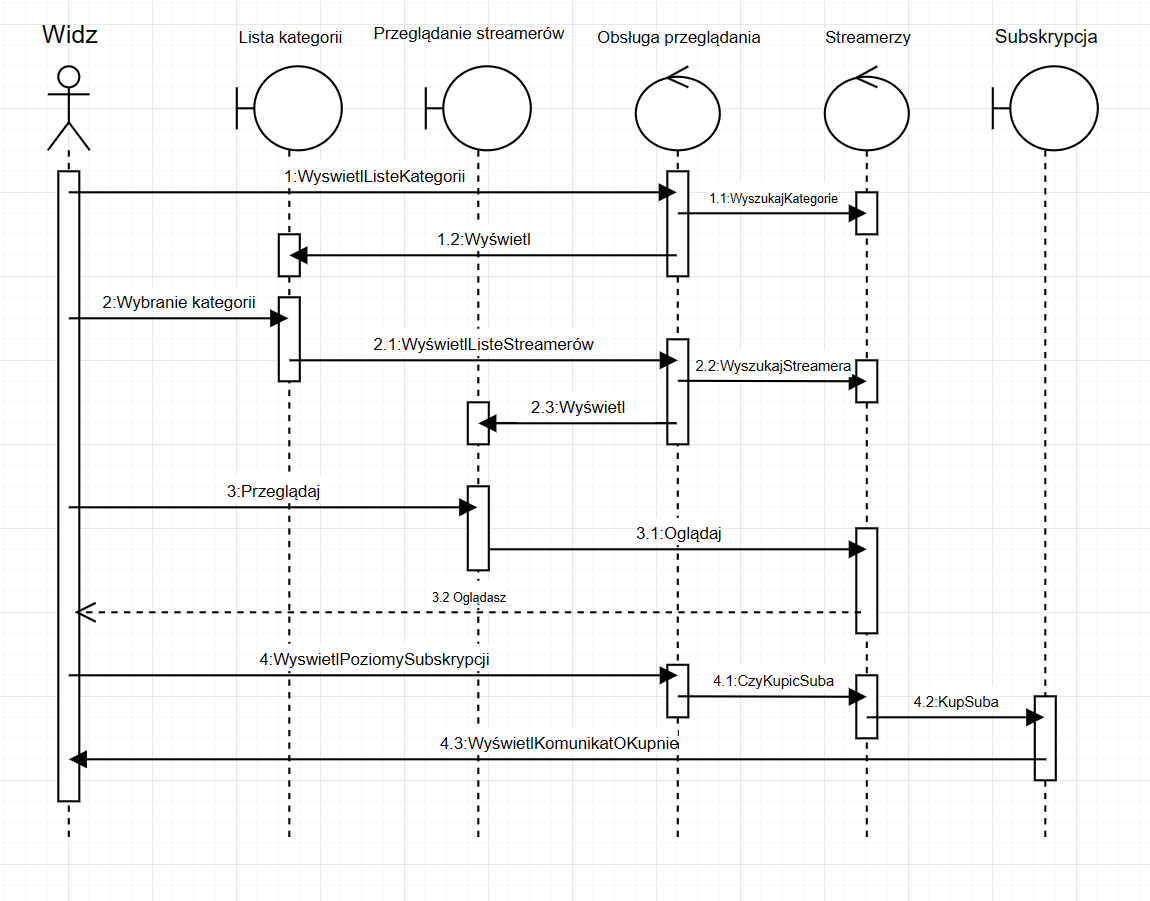 Widz
Lista kategorii
Przeglądanie streamerów
Obsługa przeglądania
Streamerzy
Subskrypcja
1:WyswietlListeKategorii
1.1:WyszukajKategorie
1.2:Wyświetl
2:Wybranie kategorii
2.1:WyświetlListeStreamerów
2.2:WyszukajStreamera
2.3:Wyświetl
3:Przeglądaj
3.1:Oglądaj
3.2 Oglądasz
4:WyswietlPoziomySubskrypcji
4.1:CzyKupicSuba
4.2:KupSuba
4.3:WyświetlKomunikatOKupnie